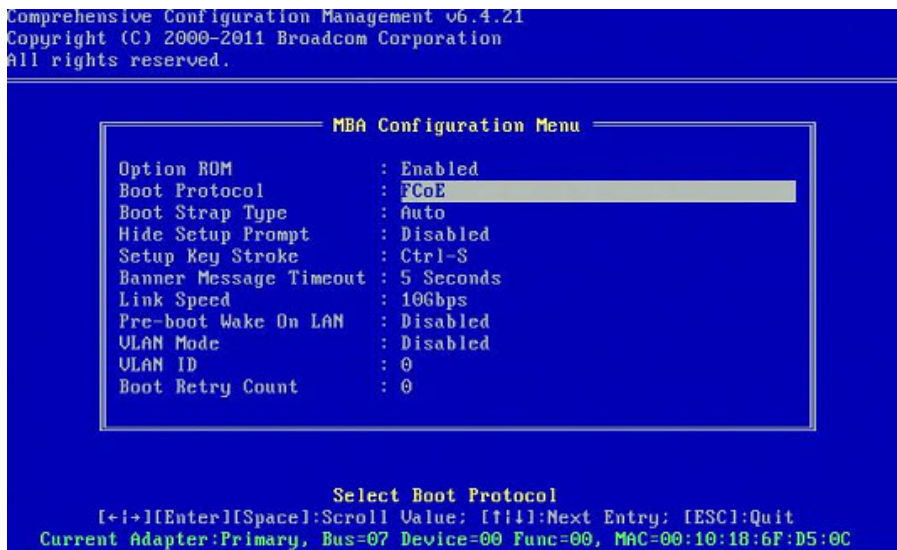 Comprehensive Configuration Management v6.4.21
Copyright (C) 2000-2011 Broadcom Corporation
All rights reserved.
MBA Configuration Menu
Option ROM : Enabled
Boot Protocol : FCoE
Boot Strap Type : Auto
Hide Setup Prompt : Disabled
Setup Key Stroke : Ctrl-S
Banner Message Timeout : 5 Seconds
Link Speed : 10Gbps
Pre-boot Wake On LAN : Disabled
VLAN Mode : Disabled
VLAN ID : 0
Boot Retry Count : 0
Select Boot Protocol
[←|→][Enter][Space]:Scroll Value; [↑|↓]:Next Entry; [ESC]:Quit
Current Adapter:Primary, Bus=07 Device=00 Func=00, MAC=00:10:18:6F:D5:0C